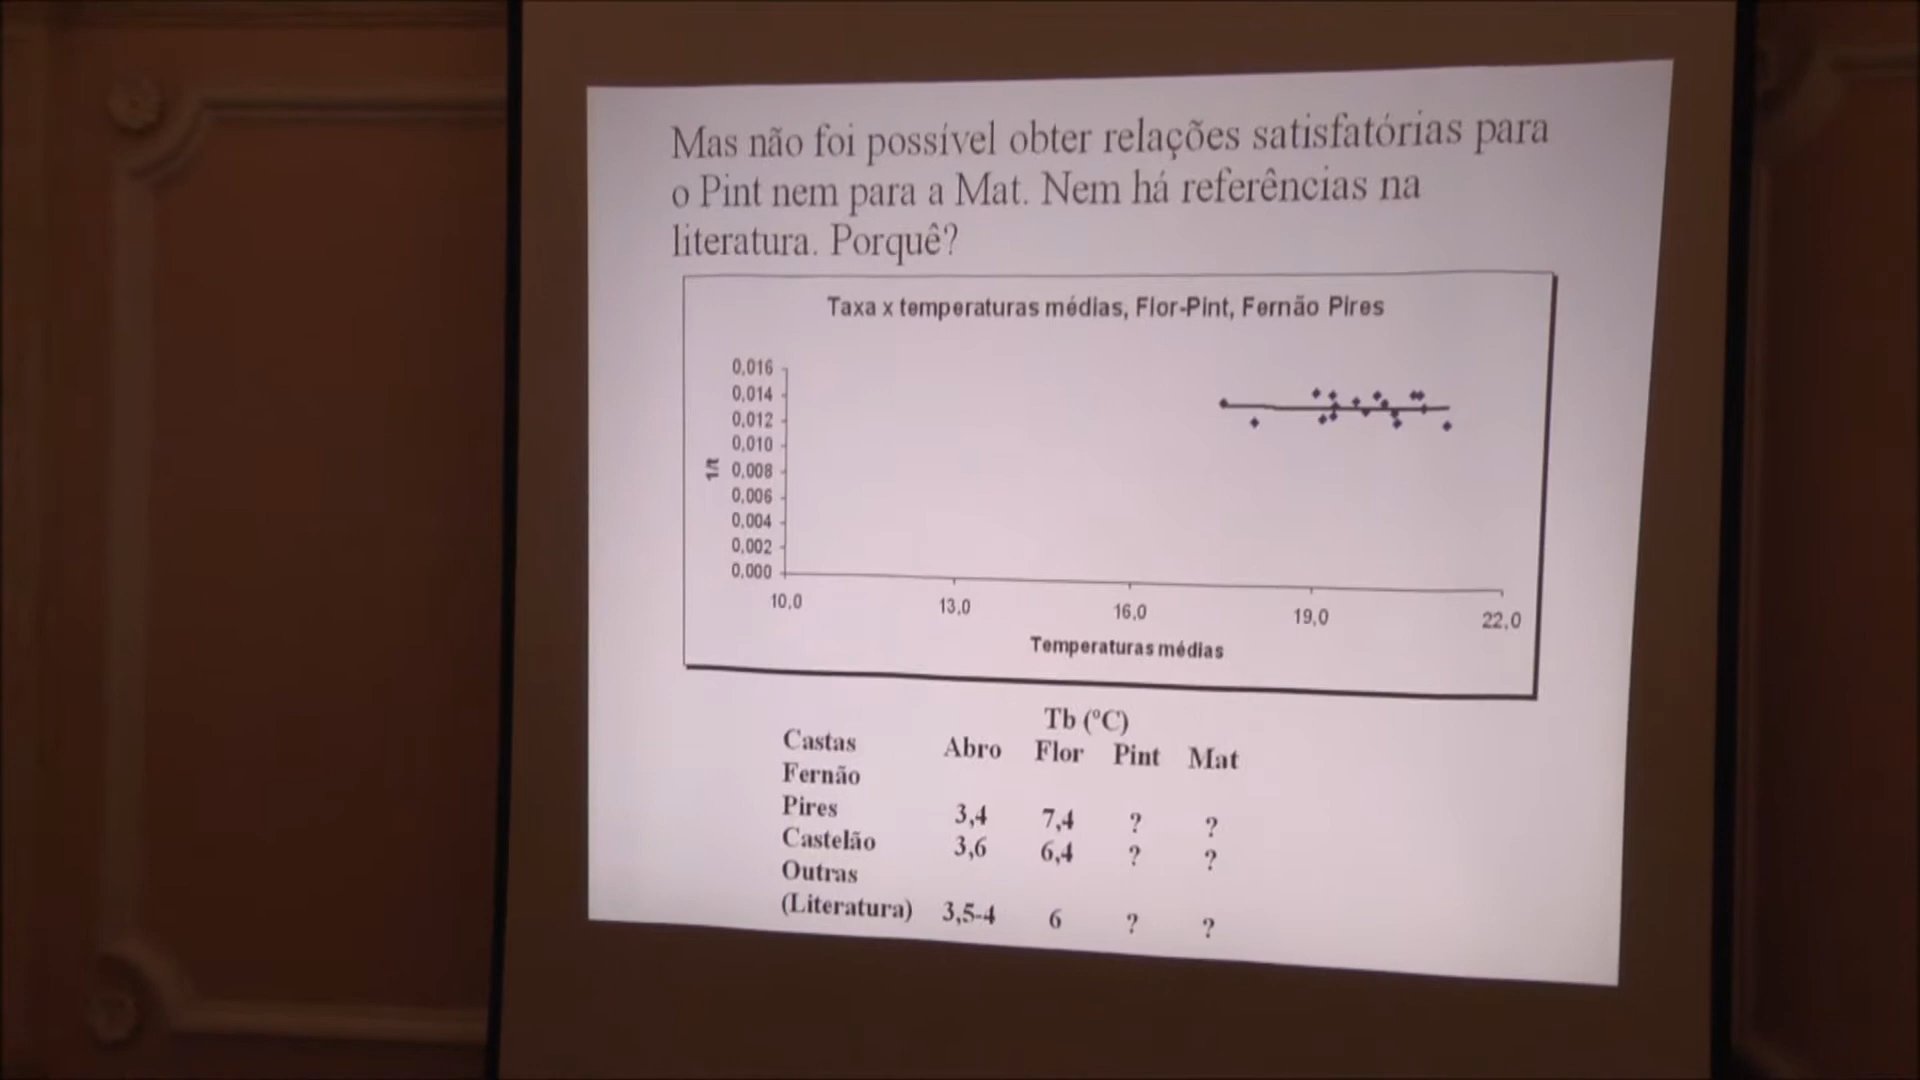 Mas não foi possível obter relações satisfatórias para
o Pint nem para a Mat. Nem há referências na
literatura. Porquê?
Taxa x temperaturas médias, Flor-Pint, Fernão Pires
0,016
0,014
0,012
0,010
0,008
0,006
0,004
0,002
0,000
1/t
10,0 13,0 16,0 19,0 22,0
Temperaturas médias
Tb (ºC)
Castas Abro Flor Pint Mat
Fernão
Pires 3,4 7,4 ? ?
Castelão 3,6 6,4 ? ?
Outras
(Literatura) 3,5-4 6 ? ?